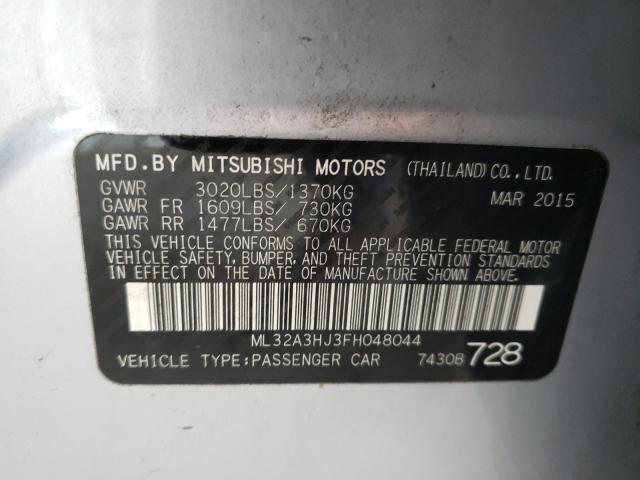 MFD.BY MITSUBISHI MOTORS (THAILAND)CO.,LTD.
GVWR 3020LBS/1370KG MAR 2015
GAWR FR 1609LBS/ 730KG
GAWR RR 1477LBS/ 670KG
THIS VEHICLE CONFORMS TO ALL APPLICABLE FEDERAL MOTOR
VEHICLE SAFETY, BUMPER, AND THEFT PREVENTION STANDARDS
IN EFFECT ON THE DATE OF MANUFACTURE SHOWN ABOVE.
ML32A3HJ3FH048044
VEHICLE TYPE:PASSENGER CAR 74308 728